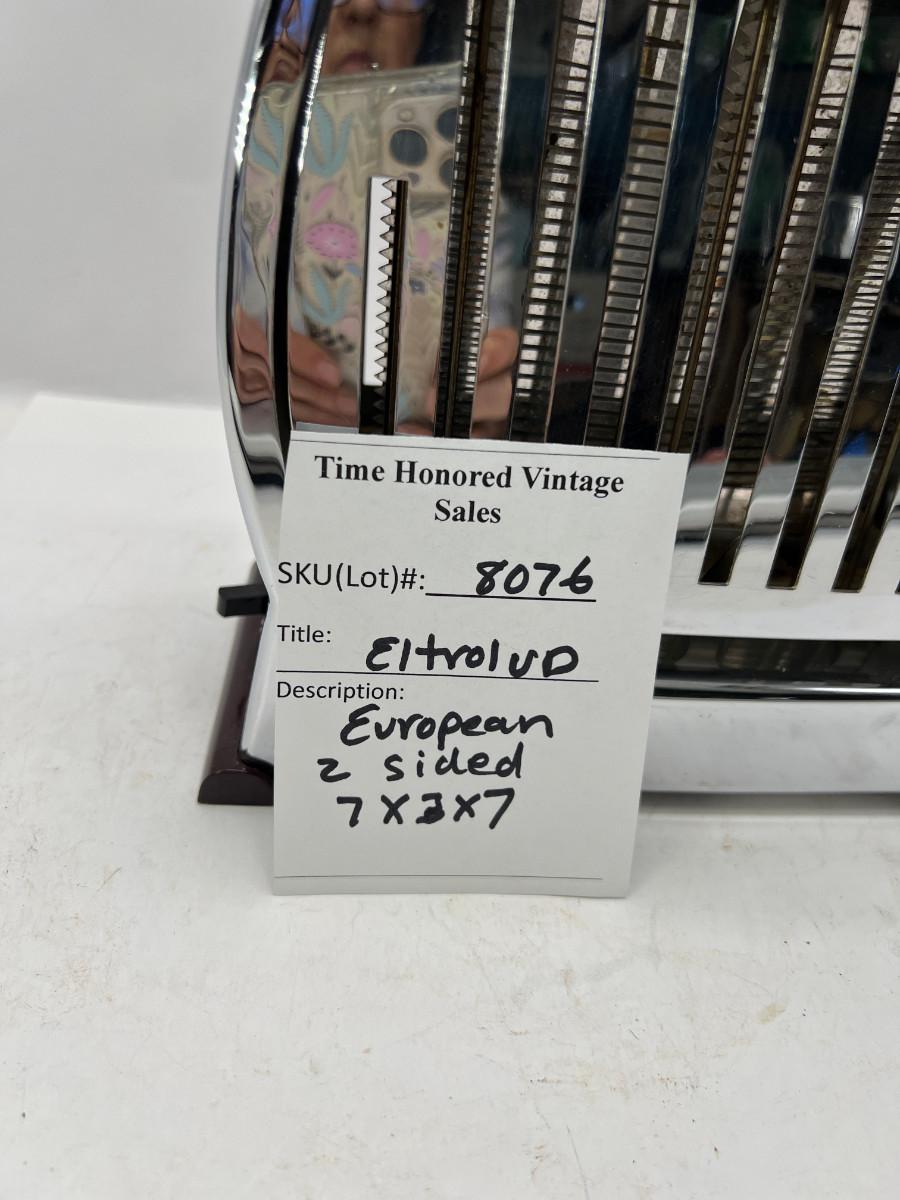 Time Honored Vintage
Sales
SKU(Lot)#: 8076
Title:
EltroluD
Description:
European
2 sided
7X3X7